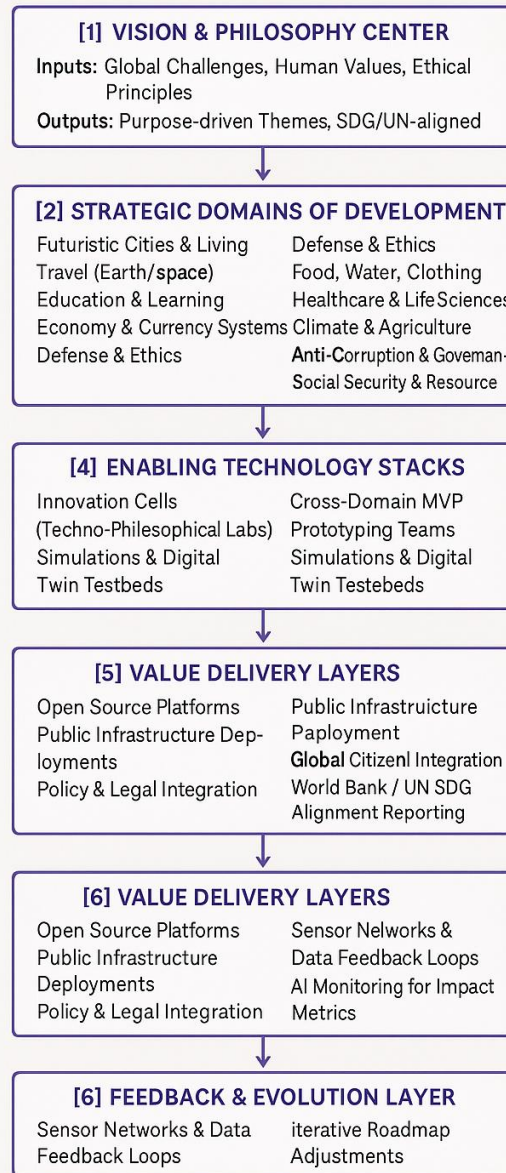 [1] VISION & PHILOSOPHY CENTER
Inputs: Global Challenges, Human Values, Ethical
Principles
Outputs: Purpose-driven Themes, SDG/UN-aligned
[2] STRATEGIC DOMAINS OF DEVELOPMENT
Futuristic Cities & Living
Travel (Earth/space)
Education & Learning
Economy & Currency Systems
Defense & Ethics
Defense & Ethics
Food, Water, Clothing
Healthcare & Life Sciences
Climate & Agriculture
Anti-Corruption & Goveman-
Social Security & Resource
[4] ENABLING TECHNOLOGY STACKS
Innovation Cells
(Techno-Philesophical Labs)
Simulations & Digital
Twin Testbeds
Cross-Domain MVP
Prototyping Teams
Simulations & Digital
Twin Testebeds
[5] VALUE DELIVERY LAYERS
Open Source Platforms
Public Infrastructure Dep-
loyments
Policy & Legal Integration
Public Infrastruicture
Paployment
Global Citizenl Integration
World Bank / UN SDG
Alignment Reporting
[6] VALUE DELIVERY LAYERS
Open Source Platforms
Public Infrastructure
Deployments
Policy & Legal Integration
Sensor Nelworks &
Data Feedback Loops
AI Monitoring for Impact
Metrics
[6] FEEDBACK & EVOLUTION LAYER
Sensor Networks & Data
Feedback Loops
iterative Roadmap
Adjustments